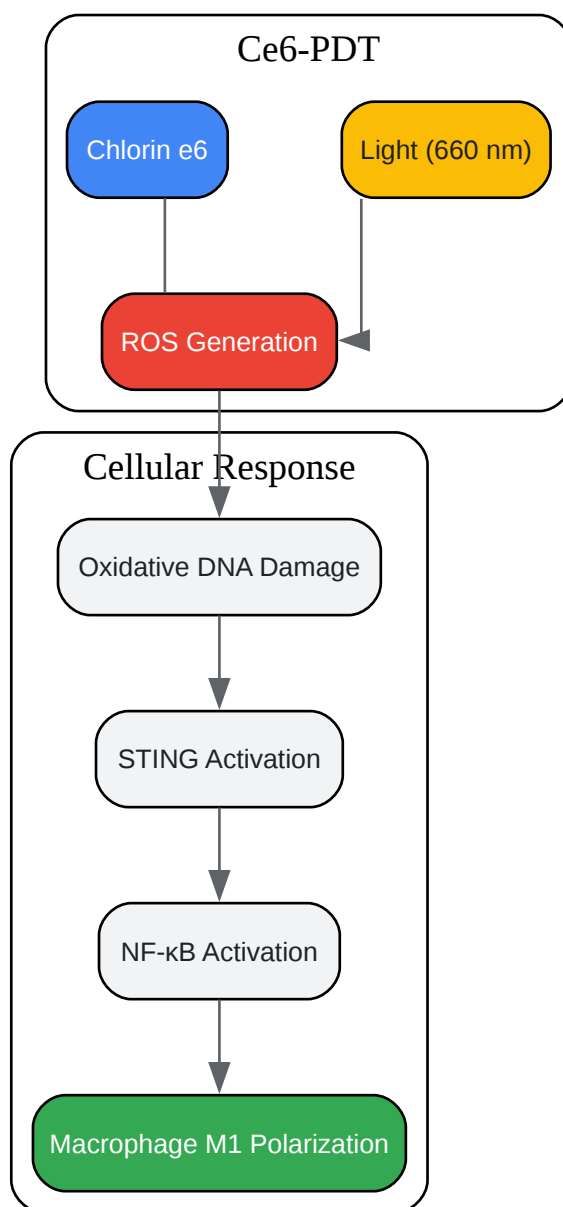 Ce6-PDT
Chlorin e6
Light (660 nm)
ROS Generation
Cellular Response
Oxidative DNA Damage
STING Activation
NF-κB Activation
Macrophage M1 Polarization